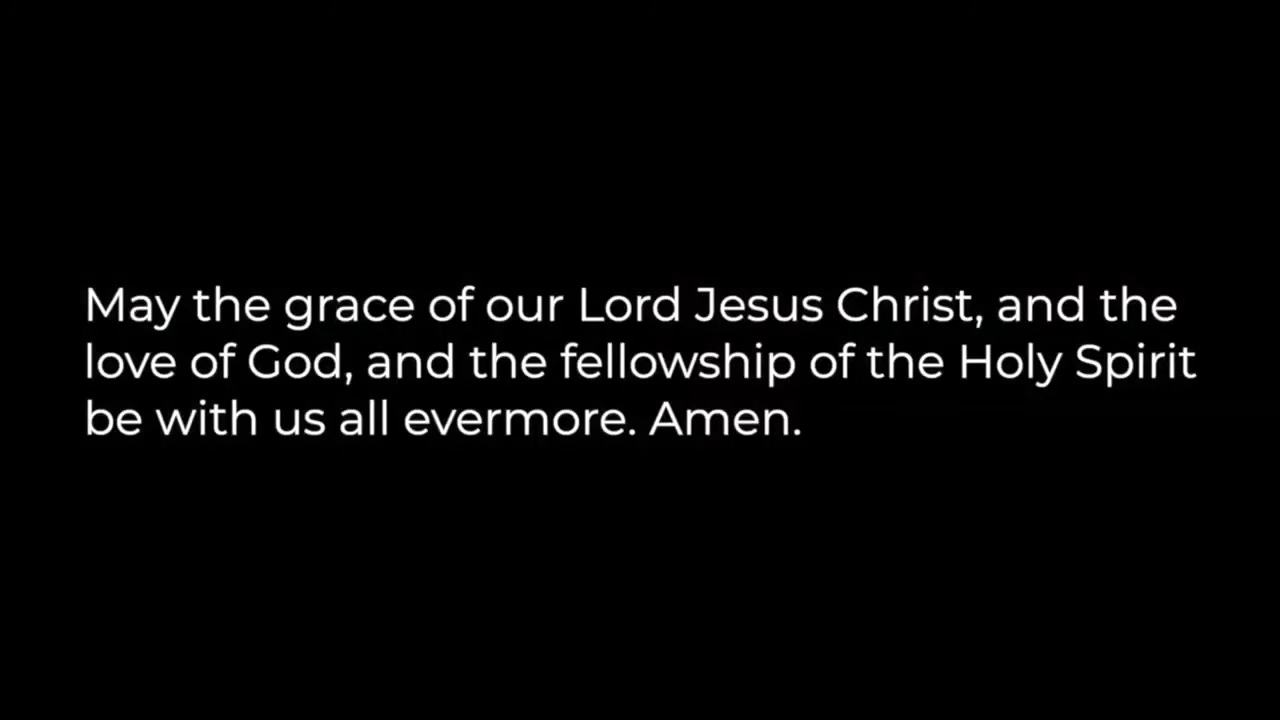 May the grace of our Lord Jesus Christ, and the
love of God, and the fellowship of the Holy Spirit
be with us all evermore. Amen.